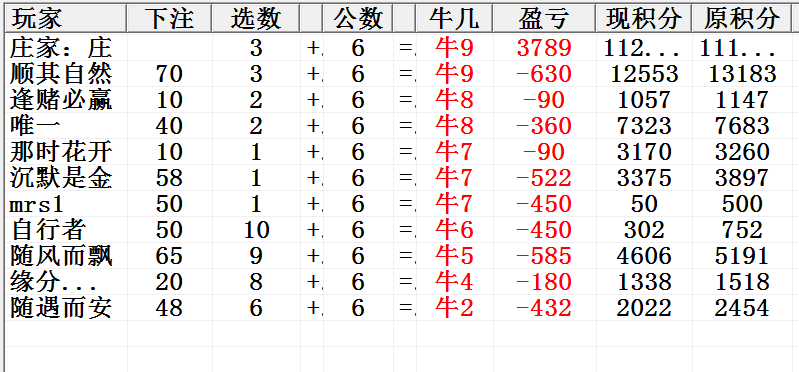 玩家 下注 选数 公数 牛几 盈亏 现积分 原积分
庄家：庄 3 +. 6 =. 牛9 3789 112... 111...
顺其自然 70 3 +. 6 =. 牛9 -630 12553 13183
逢赌必赢 10 2 +. 6 =. 牛8 -90 1057 1147
唯一 40 2 +. 6 =. 牛8 -360 7323 7683
那时花开 10 1 +. 6 =. 牛7 -90 3170 3260
沉默是金 58 1 +. 6 =. 牛7 -522 3375 3897
mrs1 50 1 +. 6 =. 牛7 -450 50 500
自行者 50 10 +. 6 =. 牛6 -450 302 752
随风而飘 65 9 +. 6 =. 牛5 -585 4606 5191
缘分... 20 8 +. 6 =. 牛4 -180 1338 1518
随遇而安 48 6 +. 6 =. 牛2 -432 2022 2454